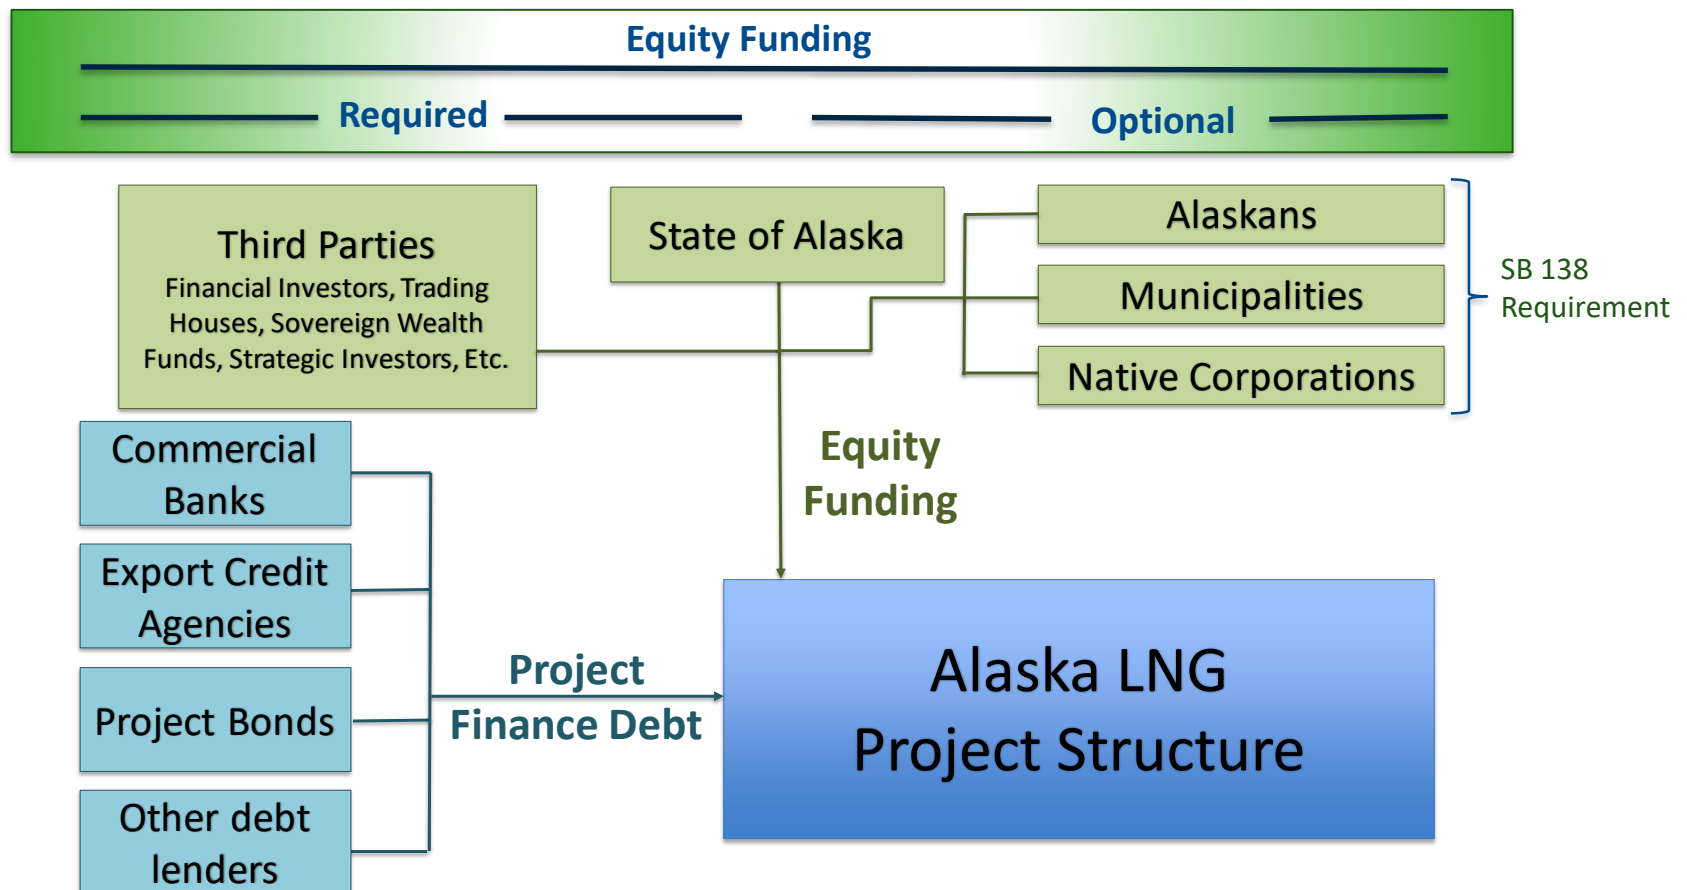 Equity Funding
Required
Optional
Third Parties
Financial Investors, Trading
Houses, Sovereign Wealth
Funds, Strategic Investors, Etc.
State of Alaska
Alaskans
Municipalities
Native Corporations
SB 138
Requirement
Commercial
Banks
Export Credit
Agencies
Project Bonds
Other debt
lenders
Equity
Funding
Project
Finance Debt
Alaska LNG
Project Structure